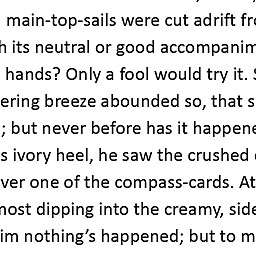 main-top-sails were cut adrift fr
h its neutral or good accompanim
hands? Only a fool would try it. S
ering breeze abounded so, that s
; but never before has it happene
s ivory heel, he saw the crushed
ver one of the compass-cards. At
most dipping into the creamy, side
im nothing’s happened; but to m